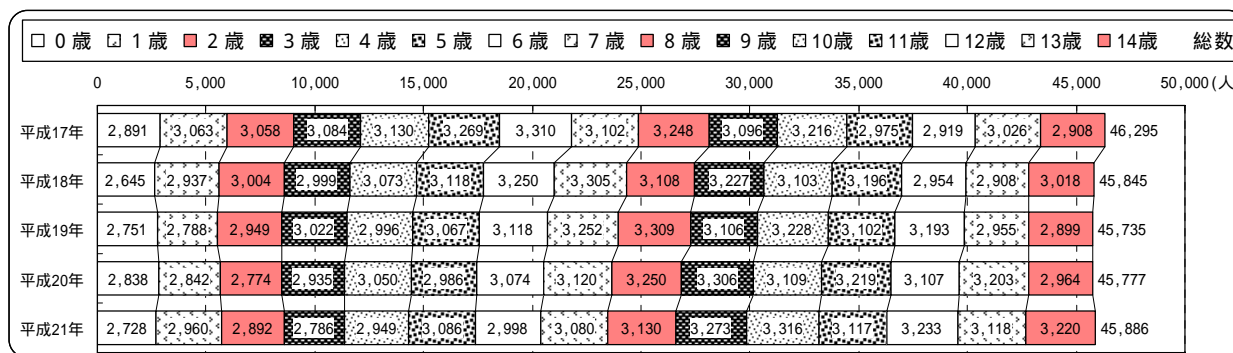 0歳 1歳 2歳 3歳 4歳 5歳 6歳 7歳 8歳 9歳 10歳 11歳 12歳 13歳 14歳 総数
0 5,000 10,000 15,000 20,000 25,000 30,000 35,000 40,000 45,000 50,000 (人
平成17年 2,891 3,063 3,058 3,084 3,130 3,269 3,310 3,102 3,248 3,096 3,216 2,975 2,919 3,026 2,908 46,295
平成18年 2,645 2,937 3,004 2,999 3,073 3,118 3,250 3,305 3,108 3,227 3,103 3,196 2,954 2,908 3,018 45,845
平成19年 2,751 2,788 2,949 3,022 2,996 3,067 3,118 3,252 3,309 3,106 3,228 3,102 3,193 2,955 2,899 45,735
平成20年 2,838 2,842 2,774 2,935 3,050 2,986 3,074 3,120 3,250 3,306 3,109 3,219 3,107 3,203 2,964 45,777
平成21年 2,728 2,960 2,892 2,786 2,949 3,086 2,998 3,080 3,130 3,273 3,316 3,117 3,233 3,118 3,220 45,886